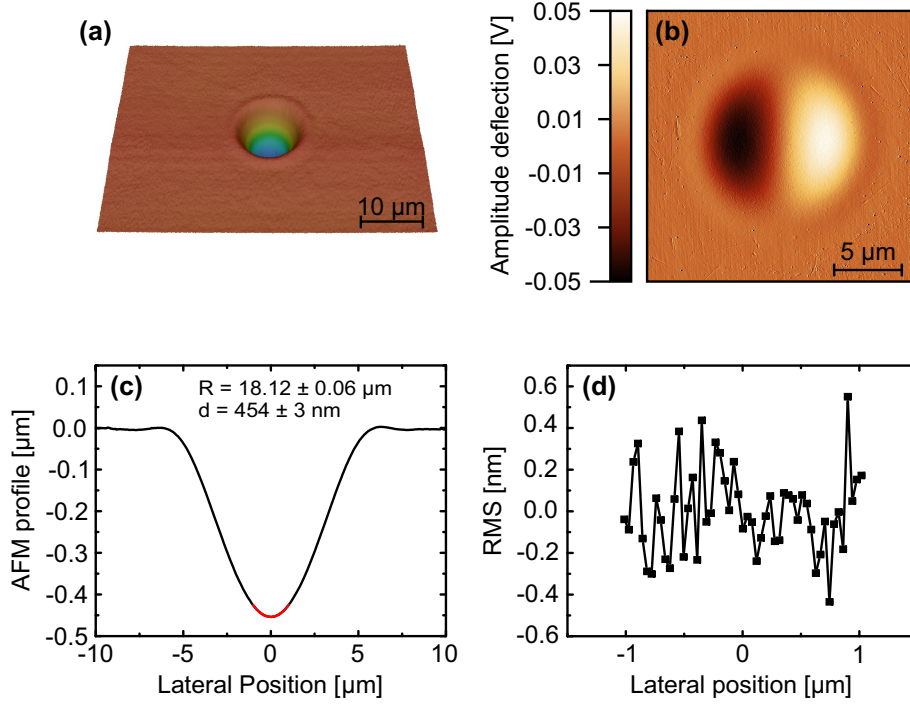 (a)
10 µm
Amplitude deflection [V]
0.05
0.03
0.01
-0.01
-0.03
-0.05
(b)
5 µm
(c)
R = 18.12 ± 0.06 µm
d = 454 ± 3 nm
AFM profile [µm]
0.1
0.0
-0.1
-0.2
-0.3
-0.4
-0.5
-10
-5
0
5
10
Lateral Position [µm]
(d)
RMS [nm]
0.6
0.4
0.2
0.0
-0.2
-0.4
-0.6
-1
0
1
Lateral position [µm]